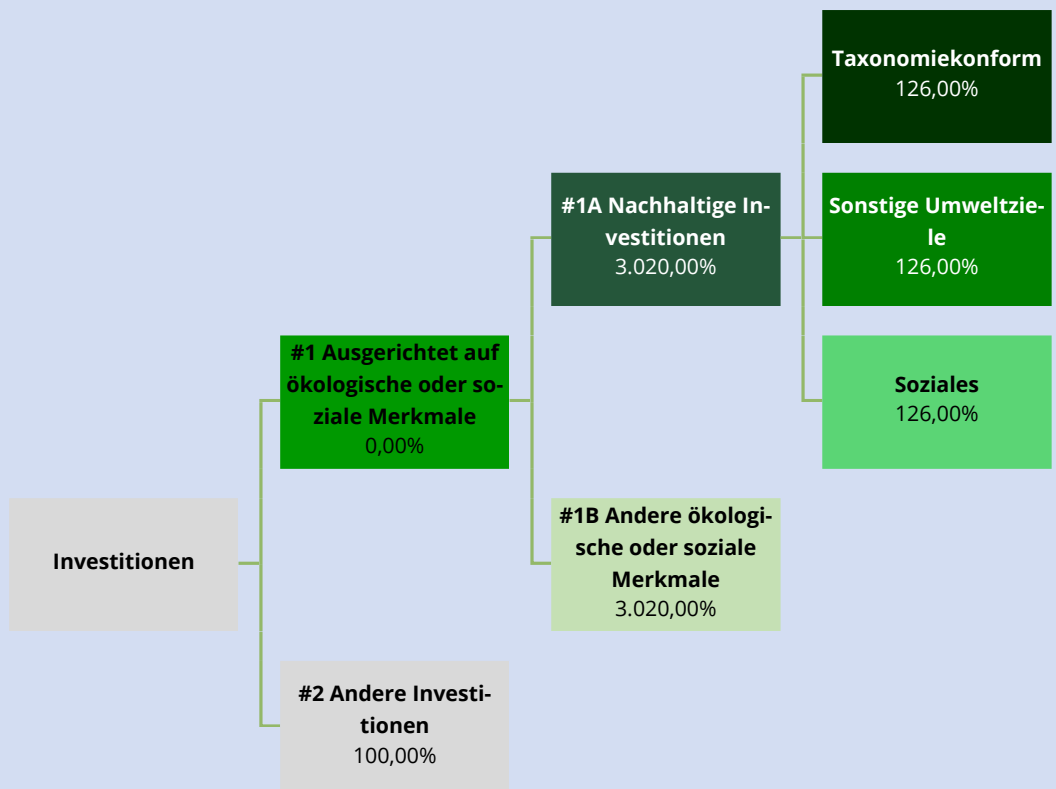 Taxonomiekonform
126,00%
#1A Nachhaltige In-
vestitionen
3.020,00%
Sonstige Umweltzie-
le
126,00%
#1 Ausgerichtet auf
ökologische oder so-
ziale Merkmale
0,00%
Soziales
126,00%
Investitionen
#1B Andere ökologi-
sche oder soziale
Merkmale
3.020,00%
#2 Andere Investi-
tionen
100,00%